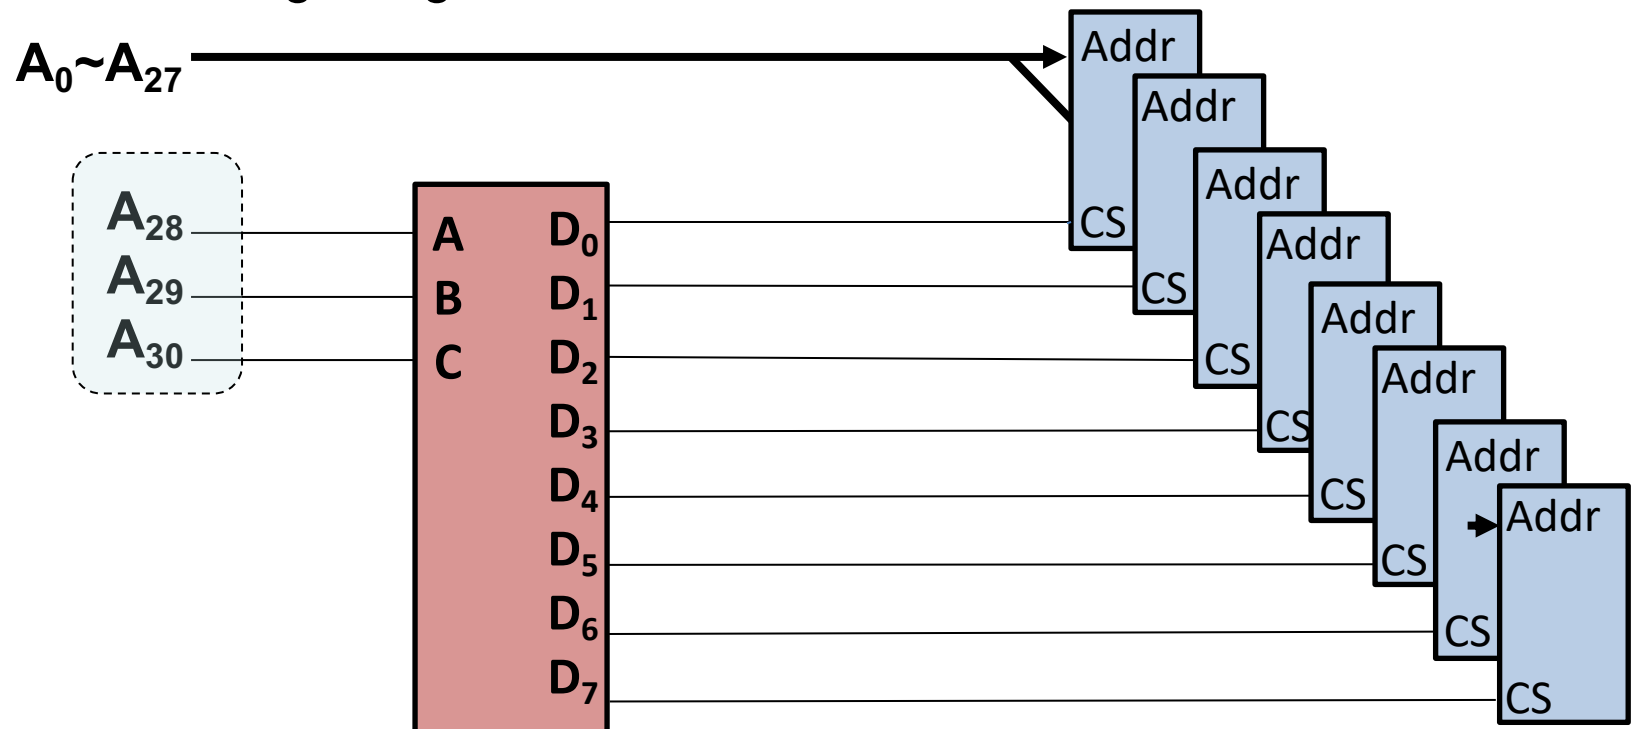 A0~A27
Addr
Addr
A28
A
D0
Addr
CS
Addr
A29
B
D1
CS
Addr
A30
C
D2
CS
Addr
D3
CS
Addr
D4
CS
Addr
D5
CS
D6
CS
D7
CS